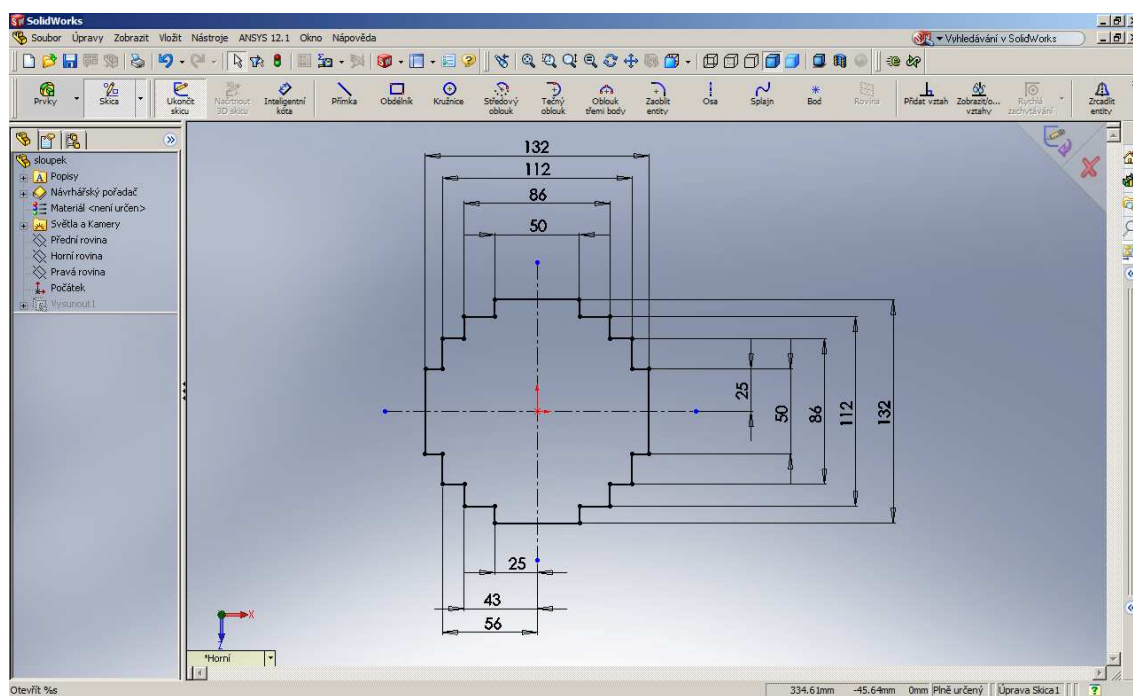 SolidWorks
Soubor Úpravy Zobrazit Vložit Nástroje ANSYS 12.1 Okno Nápověda
Vyhledávání v SolidWorks
Prvky
Skica
Ukončit skicu
Načrtnout 3D skicu
Inteligentní kóta
Přímka
Obdélník
Kružnice
Středový oblouk
Tečný oblouk
Oblouk třemi body
Zaoblit entity
Osa
Splajn
Bod
Rovina
Přidat vztah
Zobrazit/o... vztahy
Rychlá zachytávání
Zrcadlit entity
sloupek
Popisy
Návrhářský pořadač
Materiál <není určen>
Světla a Kamery
Přední rovina
Horní rovina
Pravá rovina
Počátek
Vysunout1
132
112
86
50
25
50
86
112
132
25
43
56
X
Z
*Horní
Otevřít %s
334.61mm -45.64mm 0mm Plně určený Úprava Skica1